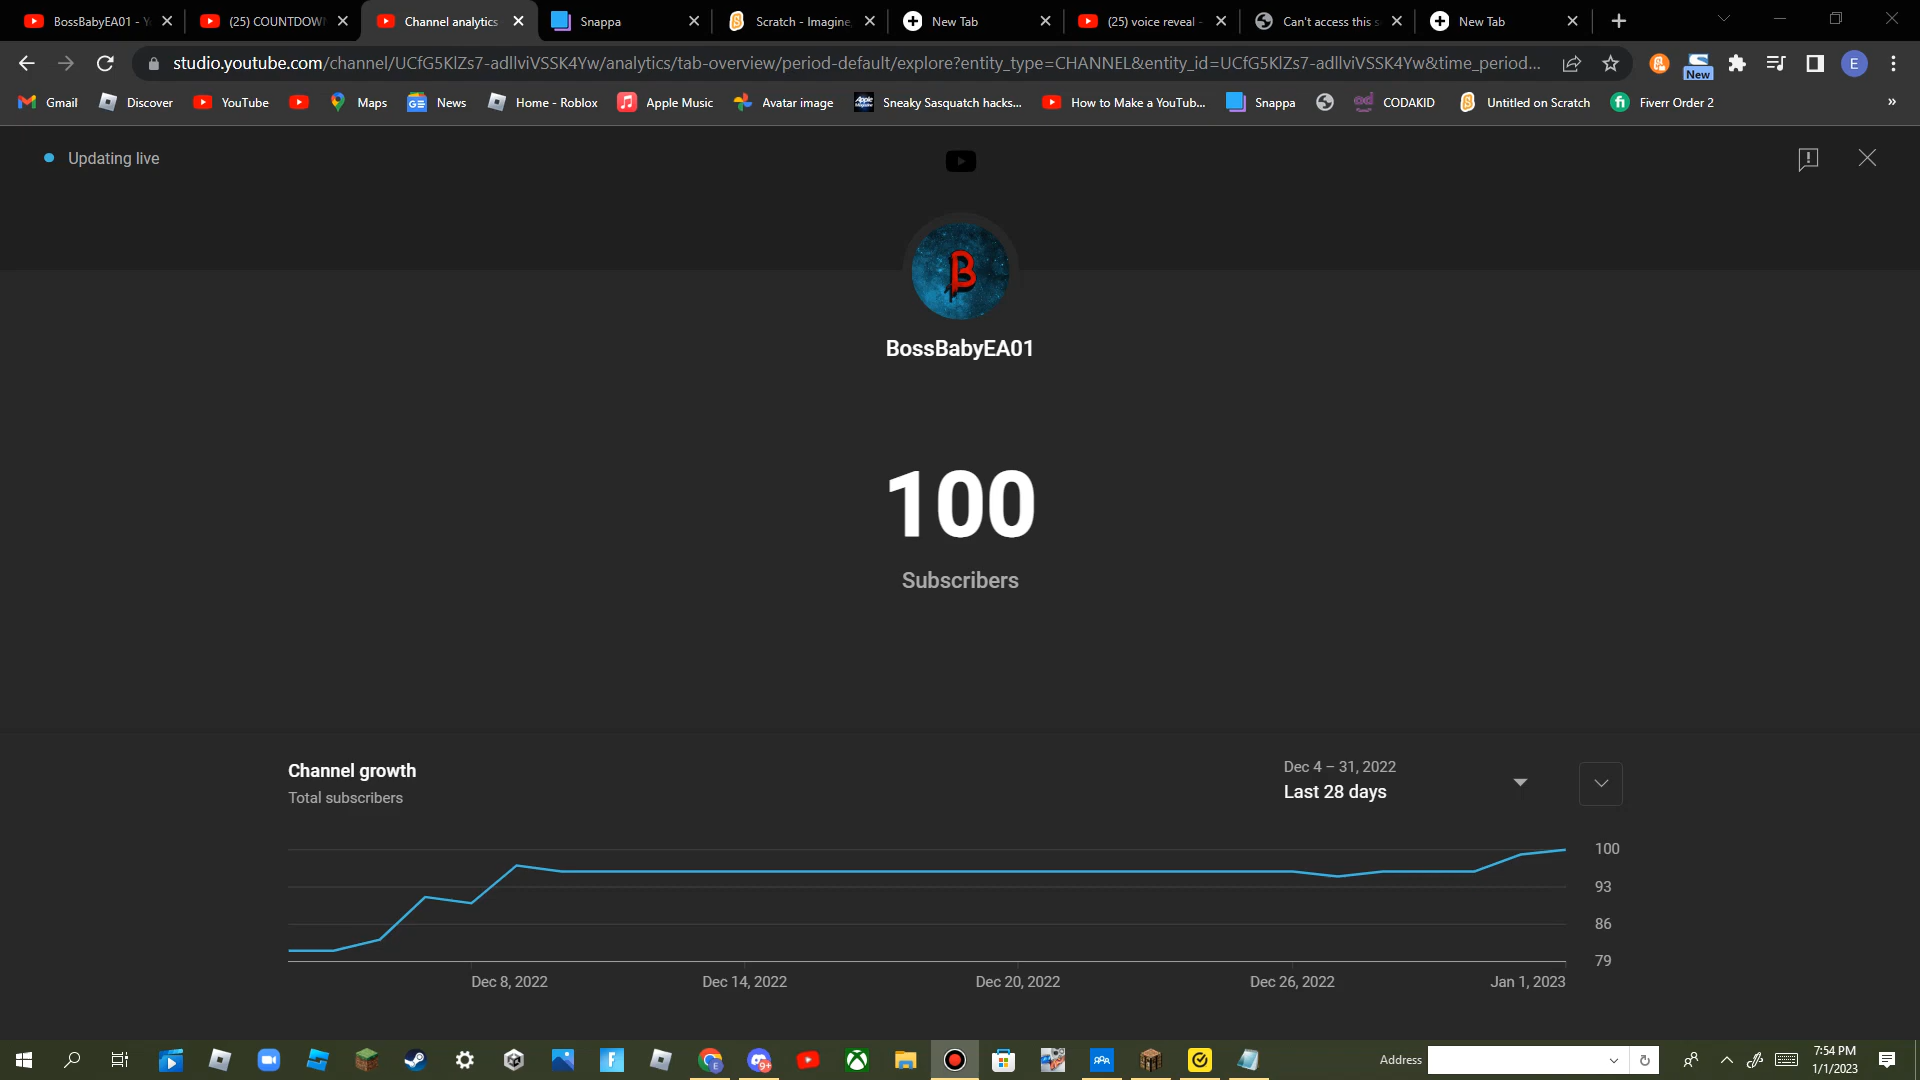 BossBabyEA01 - Y
(25) COUNTDOWN
Channel analytics
Snappa
Scratch - Imagine,
New Tab
(25) voice reveal -
Can't access this s
New Tab
studio.youtube.com/channel/UCfG5KlZs7-adllviVSSK4Yw/analytics/tab-overview/period-default/explore?entity_type=CHANNEL&entity_id=UCfG5KlZs7-adllviVSSK4Yw&time_period...
New
E
Gmail
Discover
YouTube
Maps
News
Home - Roblox
Apple Music
Avatar image
Sneaky Sasquatch hacks...
How to Make a YouTub...
Snappa
CODAKID
Untitled on Scratch
Fiverr Order 2
»
Updating live
B
BossBabyEA01
100
Subscribers
Channel growth
Total subscribers
Dec 4 – 31, 2022
Last 28 days
100
93
86
79
Dec 8, 2022
Dec 14, 2022
Dec 20, 2022
Dec 26, 2022
Jan 1, 2023
9+
Address
7:54 PM
1/1/2023